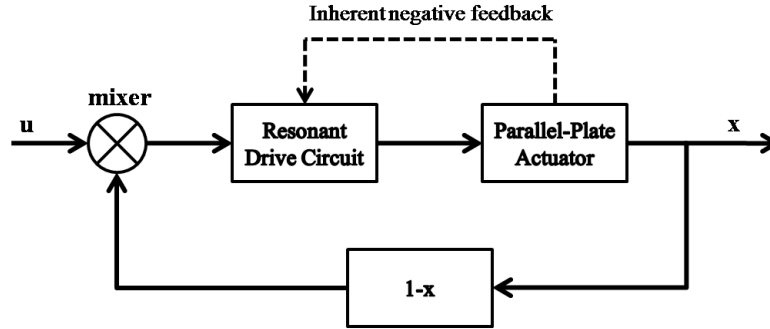 Inherent negative feedback
mixer
u
Resonant
Drive Circuit
Parallel-Plate
Actuator
x
1-x